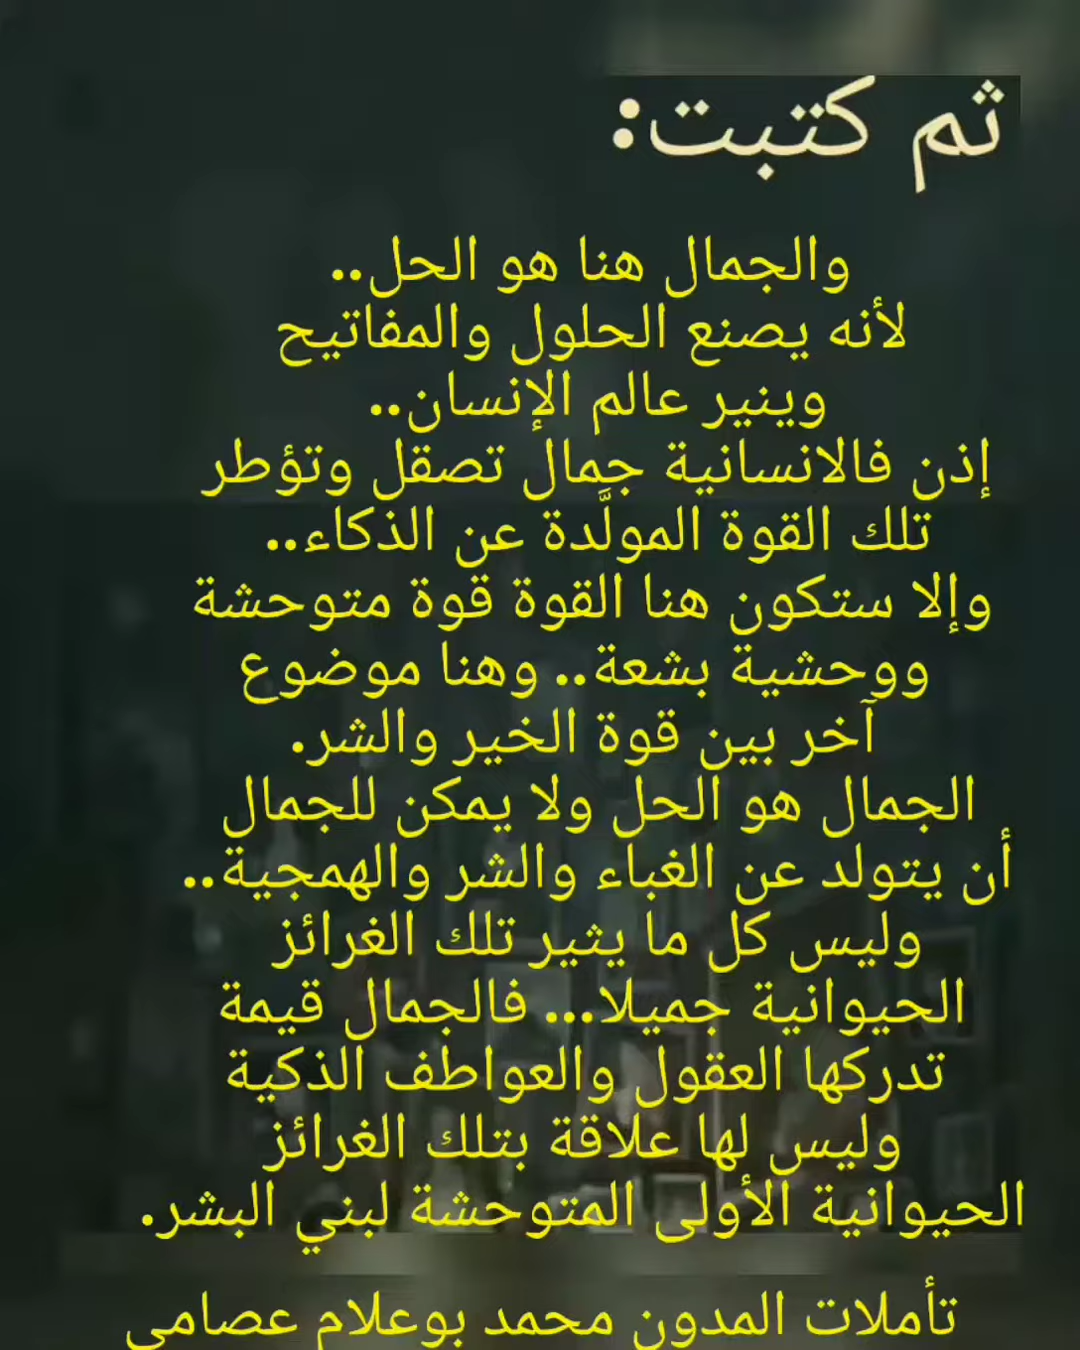 ثم كتبت:
والجمال هنا هو الحل..
لأنه يصنع الحلول والمفاتيح
وينير عالم الإنسان..
إذن فالانسانية جمال تصقل وتؤطر
تلك القوة المولَّدة عن الذكاء..
وإلا ستكون هنا القوة قوة متوحشة
ووحشية بشعة.. وهنا موضوع
آخر بين قوة الخير والشر.
الجمال هو الحل ولا يمكن للجمال
أن يتولد عن الغباء والشر والهمجية..
وليس كل ما يثير تلك الغرائز
الحيوانية جميلا... فالجمال قيمة
تدركها العقول والعواطف الذكية
وليس لها علاقة بتلك الغرائز
الحيوانية الأولى المتوحشة لبني البشر.
تأملات المدون محمد بوعلام عصامي